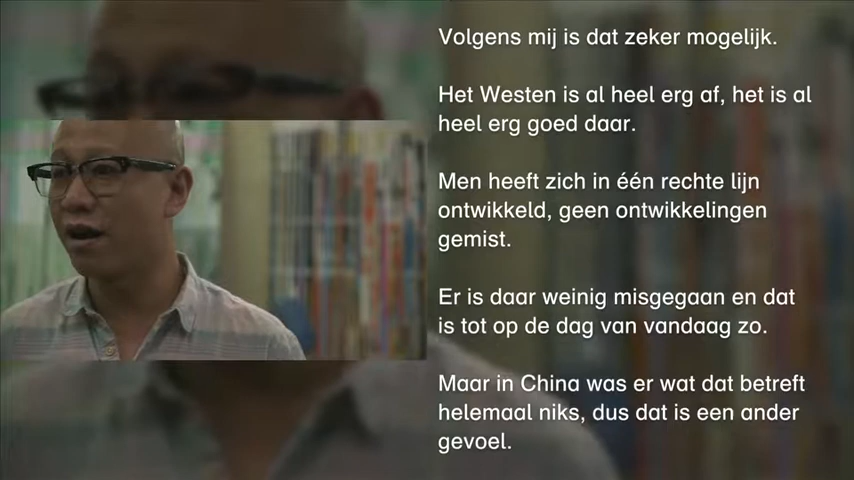 Volgens mij is dat zeker mogelijk.
Het Westen is al heel erg af, het is al
heel erg goed daar.
Men heeft zich in één rechte lijn
ontwikkeld, geen ontwikkelingen
gemist.
Er is daar weinig misgegaan en dat
is tot op de dag van vandaag zo.
Maar in China was er wat dat betreft
helemaal niks, dus dat is een ander
gevoel.